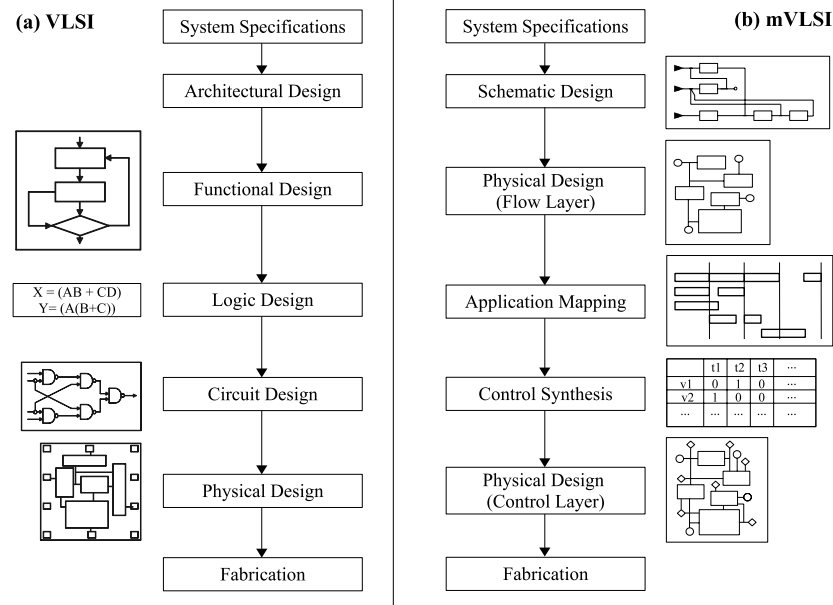 (a) VLSI
System Specifications
Architectural Design
Functional Design
X = (AB + CD)
Y= (A(B+C))
Logic Design
Circuit Design
Physical Design
Fabrication
(b) mVLSI
System Specifications
Schematic Design
Physical Design
(Flow Layer)
Application Mapping
Control Synthesis
t1 t2 t3 ...
v1 0 1 0 ...
v2 1 0 0 ...
... ... ... ... ...
Physical Design
(Control Layer)
Fabrication